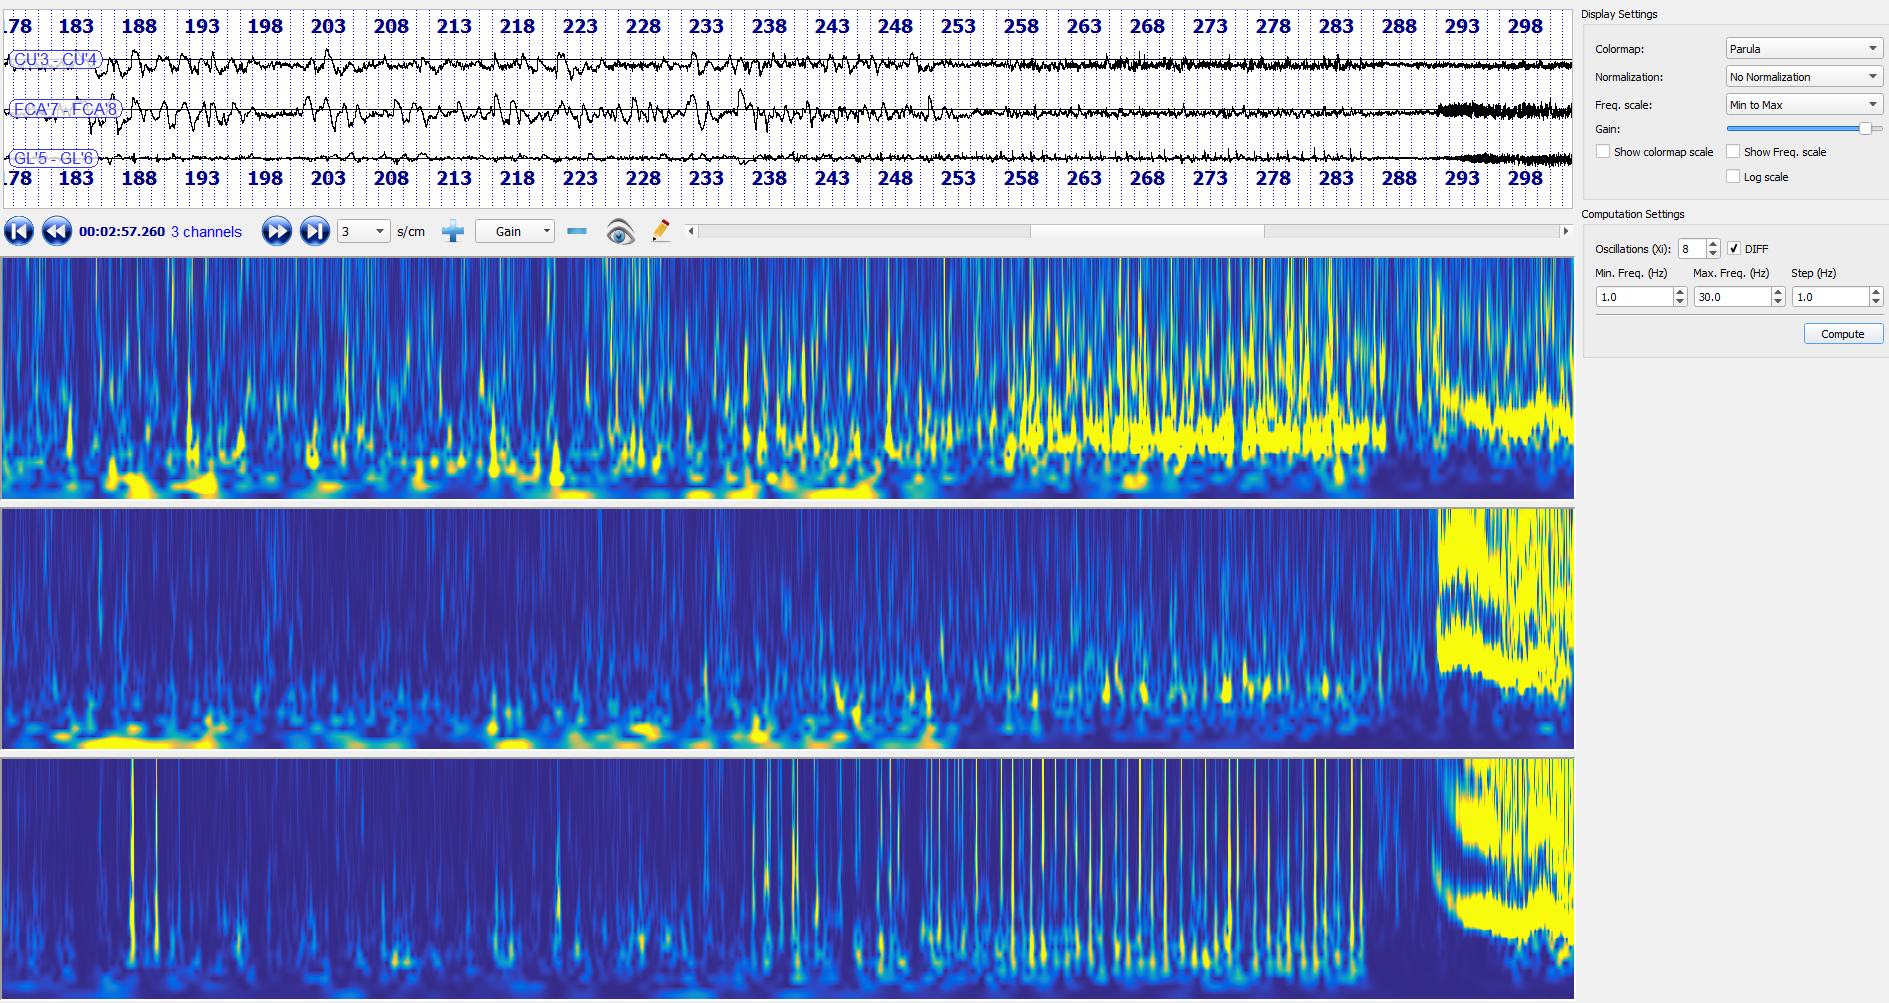 178 183 188 193 198 203 208 213 218 223 228 233 238 243 248 253 258 263 268 273 278 283 288 293 298
CU'3 - CU'4
FCA'7 - FCA'8
GL'5 - GL'6
178 183 188 193 198 203 208 213 218 223 228 233 238 243 248 253 258 263 268 273 278 283 288 293 298
00:02:57.260 3 channels 3 s/cm Gain
Display Settings
Colormap: Parula
Normalization: No Normalization
Freq. scale: Min to Max
Gain:
Show colormap scale Show Freq. scale
Log scale
Computation Settings
Oscillations (Xi): 8 DIFF
Min. Freq. (Hz) Max. Freq. (Hz) Step (Hz)
1.0 30.0 1.0
Compute